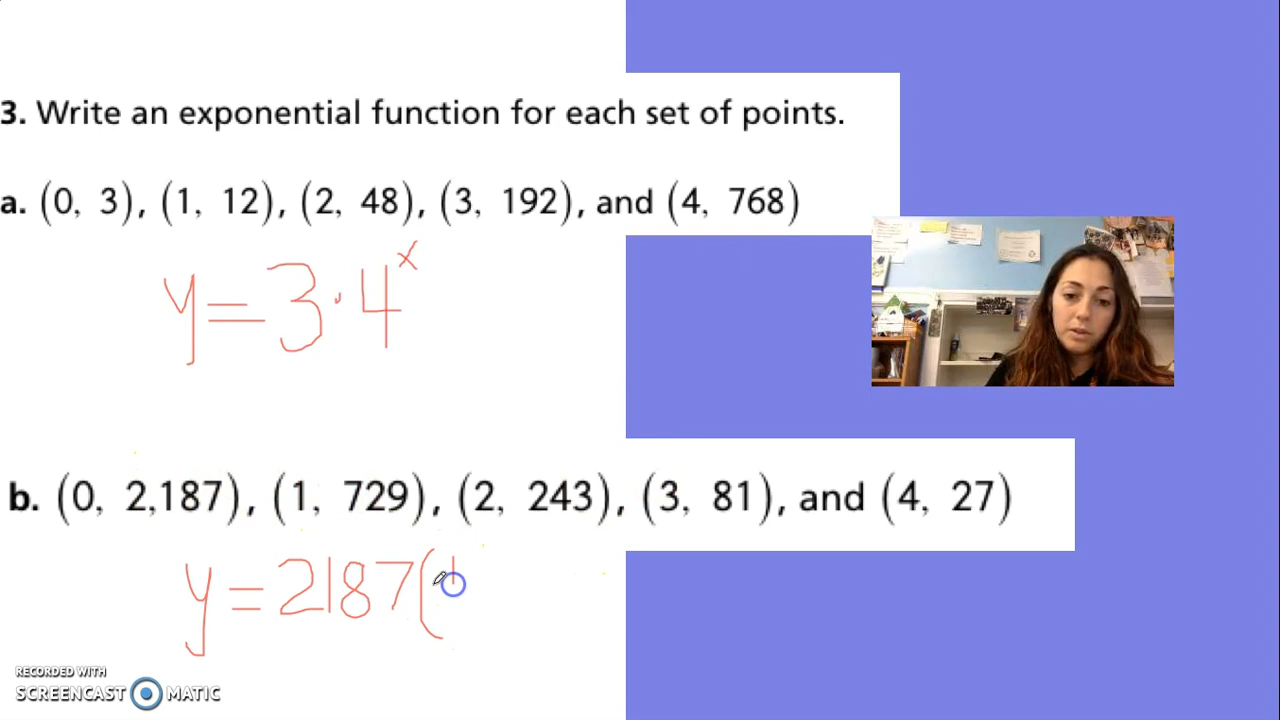 3. Write an exponential function for each set of points.
a. (0, 3), (1, 12), (2, 48), (3, 192), and (4, 768)
y = 3 · 4^x
b. (0, 2,187), (1, 729), (2, 243), (3, 81), and (4, 27)
y = 2187(1
RECORDED WITH
SCREENCAST MATIC